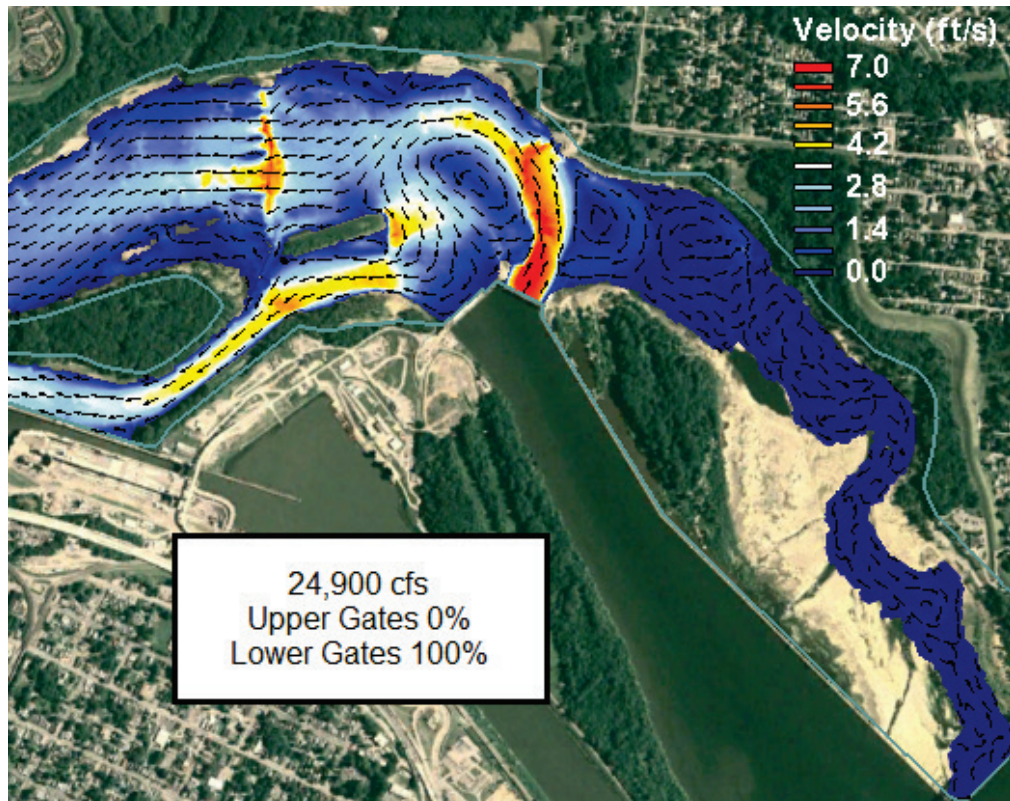 Velocity (ft/s)
7.0
5.6
4.2
2.8
1.4
0.0
24,900 cfs
Upper Gates 0%
Lower Gates 100%